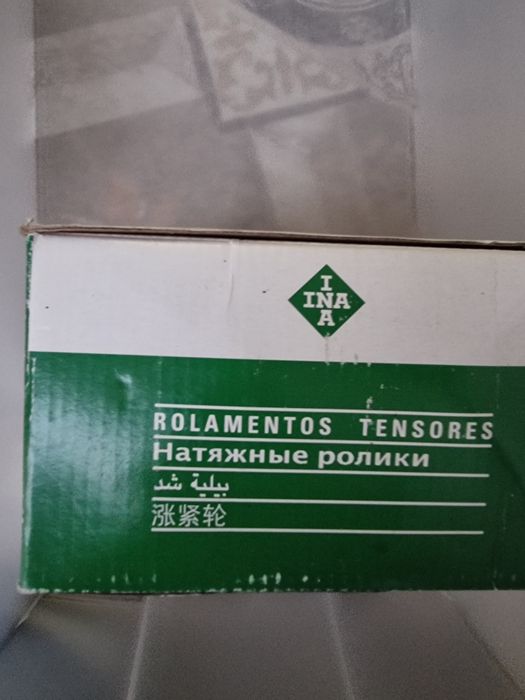 I
INA
A
ROLAMENTOS TENSORES
Натяжные ролики
بيلية شد
涨紧轮